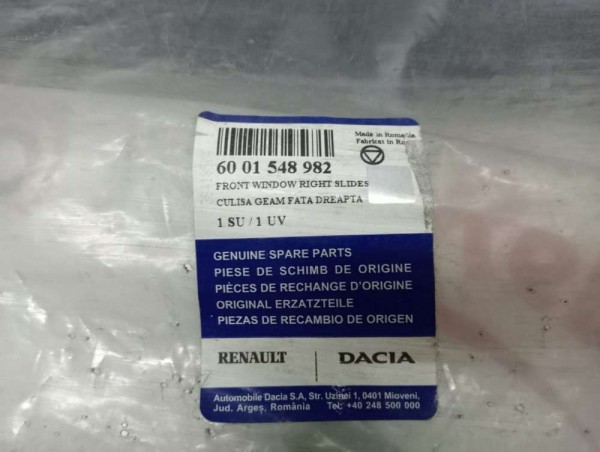 Made in Romania
Fabricat in
60 01 548 982
FRONT WINDOW RIGHT SLIDES
CULISA GEAM FATA DREAPTA
1 SU / 1 UV
GENUINE SPARE PARTS
PIESE DE SCHIMB DE ORIGINE
PIÈCES DE RECHANGE D'ORIGINE
ORIGINAL ERZATZTEILE
PIEZAS DE RECAMBIO DE ORIGEN
RENAULT | DACIA
Automobile Dacia S.A, Str. Uzinei 1, 0401 Mioveni,
Jud. Argeș, România Tel: +40 248 500 000